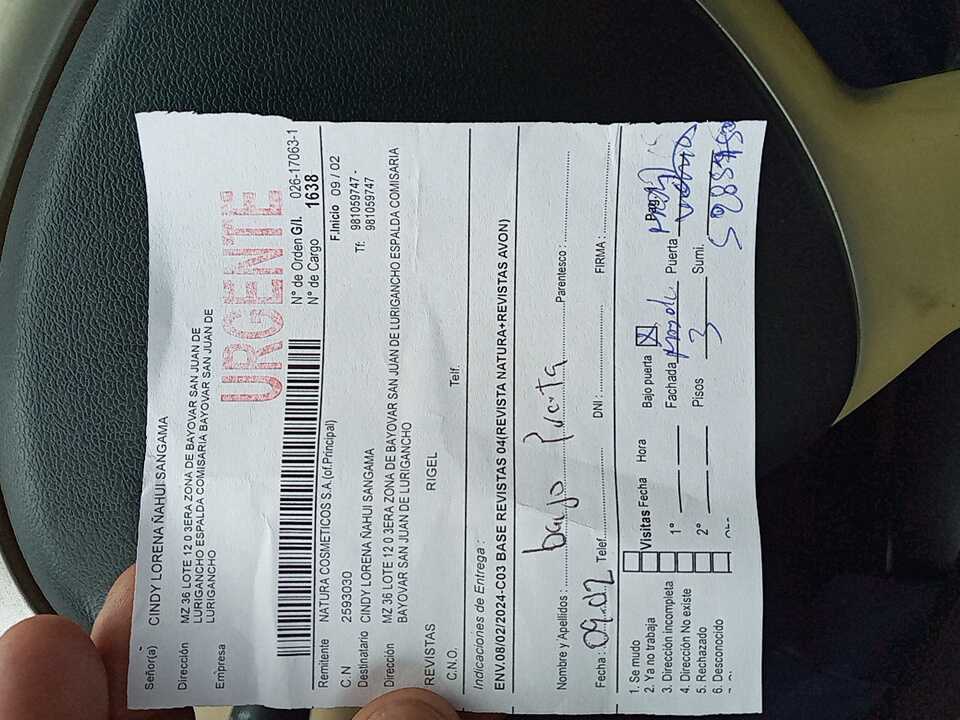 Señor(a) CINDY LORENA ÑAHUI SANGAMA
Dirección MZ 36 LOTE 12 0 3ERA ZONA DE BAYOVAR SAN JUAN DE
LURIGANCHO ESPALDA COMISARIA BAYOVAR SAN JUAN DE
LURIGANCHO
Empresa
URGENTE
Nº de Orden G/I. 026-17063-1
Nº de Cargo 1638
Remitente NATURA COSMETICOS S.A.(of.Principal) F.Inicio 09 / 02
C.N 2593030 Tf: 981059747 -
981059747
Destinatario CINDY LORENA ÑAHUI SANGAMA
Dirección MZ 36 LOTE 12 0 3ERA ZONA DE BAYOVAR SAN JUAN DE LURIGANCHO ESPALDA COMISARIA
BAYOVAR SAN JUAN DE LURIGANCHO
REVISTAS RIGEL Telf.
C.N.O.
Indicaciones de Entrega :
ENV.08/02/2024-C03 BASE REVISTAS 04(REVISTA NATURA+REVISTAS AVON)
Nombre y Apellidos : bajo Puerta Parentesco :
Fecha : 09.02 Telef. DNI : FIRMA :
1. Se mudo Visitas Fecha Hora Bajo puerta X
2. Ya no trabaja 1° Fachada Puerta
3. Dirección incompleta 2° Pisos 3 Sumi.
4. Dirección No existe
5. Rechazado
6. Desconocido